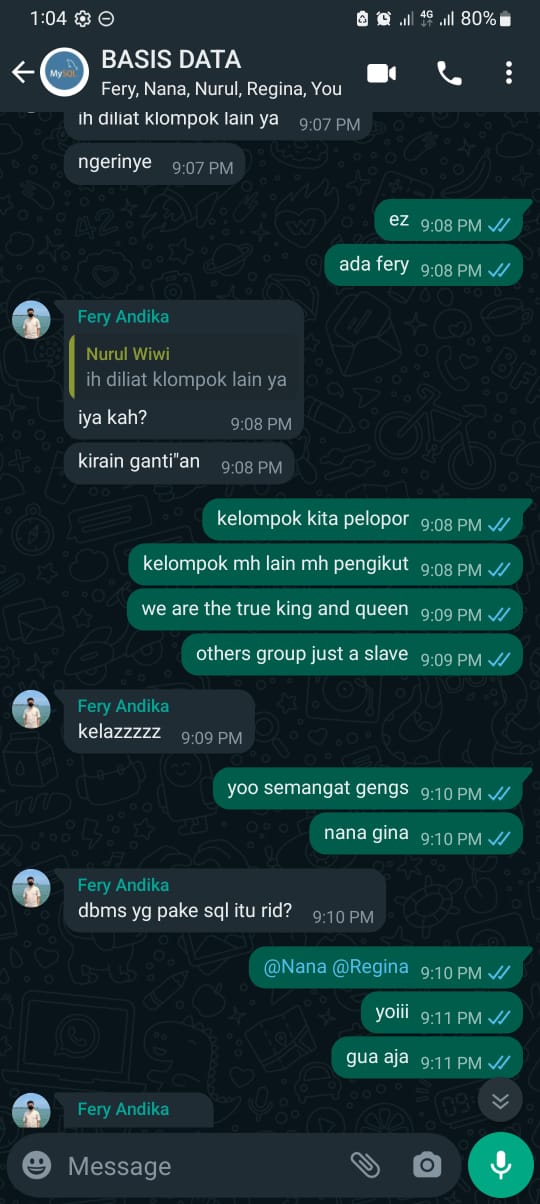 1:04 4G 80%
MySQL
BASIS DATA
Fery, Nana, Nurul, Regina, You
ih diliat klompok lain ya 9:07 PM
ngerinye 9:07 PM
ez 9:08 PM
ada fery 9:08 PM
Fery Andika
Nurul Wiwi
ih diliat klompok lain ya
iya kah? 9:08 PM
kirain ganti"an 9:08 PM
kelompok kita pelopor 9:08 PM
kelompok mh lain mh pengikut 9:08 PM
we are the true king and queen 9:09 PM
others group just a slave 9:09 PM
Fery Andika
kelazzzzz 9:09 PM
yoo semangat gengs 9:10 PM
nana gina 9:10 PM
Fery Andika
dbms yg pake sql itu rid? 9:10 PM
@Nana @Regina 9:10 PM
yoiii 9:11 PM
gua aja 9:11 PM
Fery Andika
Message